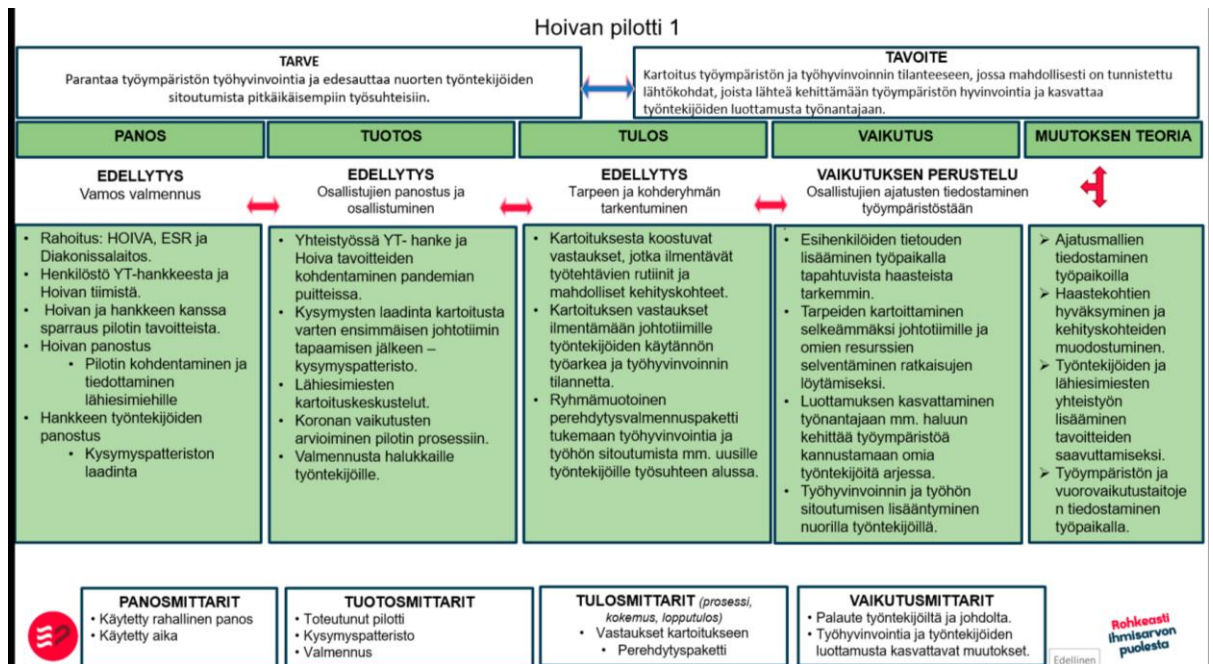 Hoivan pilotti 1
TARVE
Parantaa työympäristön työhyvinvointia ja edesauttaa nuorten työntekijöiden
sitoutumista pitkäikäisempiin työsuhteisiin.
TAVOITE
Kartoitus työympäristön ja työhyvinvoinnin tilanteeseen, jossa mahdollisesti on tunnistettu
lähtökohdat, joista lähteä kehittämään työympäristön hyvinvointia ja kasvattaa
työntekijöiden luottamusta työnantajaan.
PANOS
TUOTOS
TULOS
VAIKUTUS
MUUTOKSEN TEORIA
EDELLYTYS
Vamos valmennus
EDELLYTYS
Osallistujien panostus ja
osallistuminen
EDELLYTYS
Tarpeen ja kohderyhmän
tarkentuminen
VAIKUTUKSEN PERUSTELU
Osallistujien ajatusten tiedostaminen
työympäristöstään
• Rahoitus: HOIVA, ESR ja
Diakonissalaitos.
• Henkilöstö YT-hankkeesta ja
Hoivan tiimistä.
• Hoivan ja hankkeen kanssa
sparraus pilotin tavoitteista.
• Hoivan panostus
• Pilotin kohdentaminen ja
tiedottaminen
lähiesimiehille
• Hankkeen työntekijöiden
panostus
• Kysymyspatteriston
laadinta
• Yhteistyössä YT- hanke ja
Hoiva tavoitteiden
kohdentaminen pandemian
puitteissa.
• Kysymysten laadinta kartoitusta
varten ensimmäisen johtotiimin
tapaamisen jälkeen –
kysymyspatteristo.
• Lähiesimiesten
kartoituskeskustelut.
• Koronan vaikutusten
arvioiminen pilotin prosessiin.
• Valmennusta halukkaille
työntekijöille.
• Kartoituksesta koostuvat
vastaukset, jotka ilmentävät
työtehtävien rutiinit ja
mahdolliset kehityskohteet.
• Kartoituksen vastaukset
ilmentämään johtotiimille
työntekijöiden käytännön
työarkea ja työhyvinvoinnin
tilannetta.
• Ryhmämuotoinen
perehdytysvalmennuspaketti
tukemaan työhyvinvointia ja
työhön sitoutumista mm. uusille
työntekijöille työsuhteen alussa.
• Esihenkilöiden tietouden
lisääminen työpaikalla
tapahtuvista haasteista
tarkemmin.
• Tarpeiden kartoittaminen
selkeämmäksi johtotiimille ja
omien resurssien
selventäminen ratkaisujen
löytämiseksi.
• Luottamuksen kasvattaminen
työnantajaan mm. haluun
kehittää työympäristöä
kannustamaan omia
työntekijöitä arjessa.
• Työhyvinvoinnin ja työhön
sitoutumisen lisääntyminen
nuorilla työntekijöillä.
➢ Ajatusmallien
tiedostaminen
työpaikoilla
➢ Haastekohtien
hyväksyminen ja
kehityskohteiden
muodostuminen.
➢ Työntekijöiden ja
lähiesimiesten
yhteistyön
lisääminen
tavoitteiden
saavuttamiseksi.
➢ Työympäristön ja
vuorovaikutustaitoje
n tiedostaminen
työpaikalla.
PANOSMITTARIT
• Käytetty rahallinen panos
• Käytetty aika
TUOTOSMITTARIT
• Toteutunut pilotti
• Kysymyspatteristo
• Valmennus
TULOSMITTARIT (prosessi,
kokemus, lopputulos)
• Vastaukset kartoitukseen
• Perehdytyspaketti
VAIKUTUSMITTARIT
• Palaute työntekijöiltä ja johdolta.
• Työhyvinvointia ja työntekijöiden
luottamusta kasvattavat muutokset.
Rohkeasti
ihmisarvon
puolesta
Edellinen